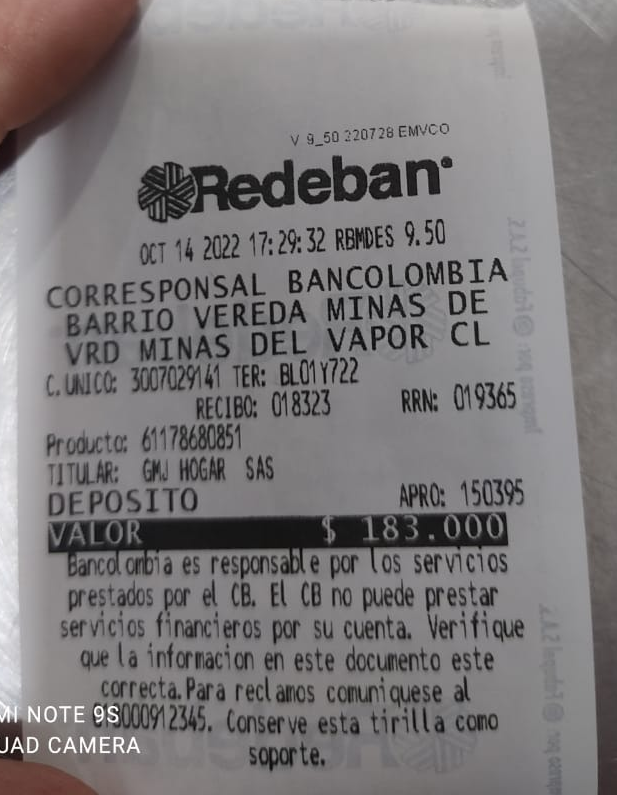 V 9_50 220728 EMVCO
Redeban
OCT 14 2022 17:29:32 RBMDES 9.50
CORRESPONSAL BANCOLOMBIA
BARRIO VEREDA MINAS DE
VRD MINAS DEL VAPOR CL
C. UNICO: 3007029141 TER: BL01Y722
RECIBO: 018323 RRN: 019365
Producto: 61178680851
TITULAR: GMJ HOGAR SAS
DEPOSITO APRO: 150395
VALOR $ 183.000
Bancolombia es responsable por los servicios
prestados por el CB. El CB no puede prestar
servicios financieros por su cuenta. Verifique
que la informacion en este documento este
correcta. Para reclamos comuniquese al
018000912345. Conserve esta tirilla como
soporte.
MI NOTE 9S
UAD CAMERA